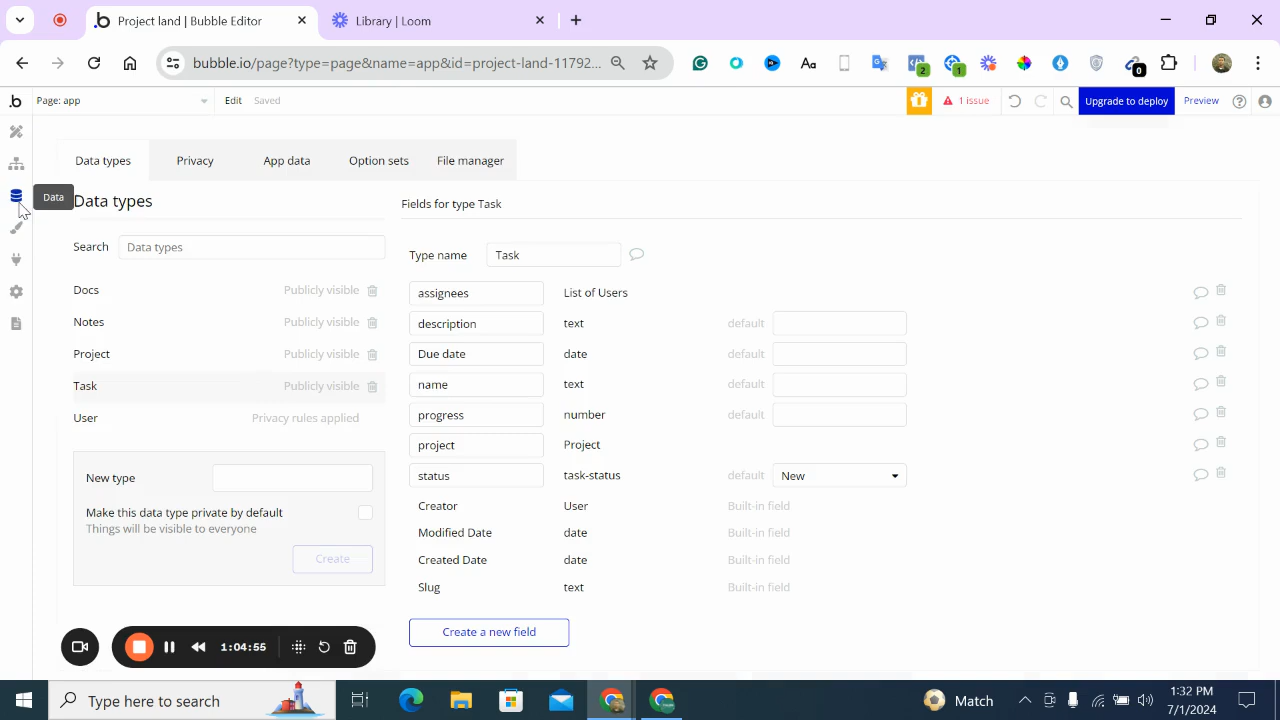 Project land | Bubble Editor
Library | Loom
bubble.io/page?type=page&name=app&id=project-land-11792...
2
1
0
Page: app
Edit
Saved
1 issue
Upgrade to deploy
Preview
Data types
Privacy
App data
Option sets
File manager
Data
Data types
Fields for type Task
Search
Data types
Type name
Task
Docs
Publicly visible
Notes
Publicly visible
Project
Publicly visible
Task
Publicly visible
User
Privacy rules applied
New type
Make this data type private by default
Things will be visible to everyone
Create
assignees
List of Users
description
text
default
Due date
date
default
name
text
default
progress
number
default
project
Project
status
task-status
default
New
Creator
User
Built-in field
Modified Date
date
Built-in field
Created Date
date
Built-in field
Slug
text
Built-in field
Create a new field
1:04:55
Type here to search
Match
1:32 PM
7/1/2024